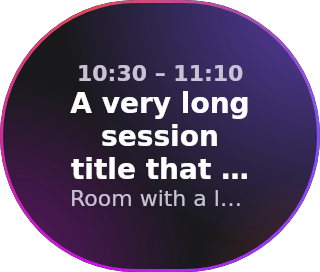 10:30 – 11:10
A very long
session
title that …
Room with a l…